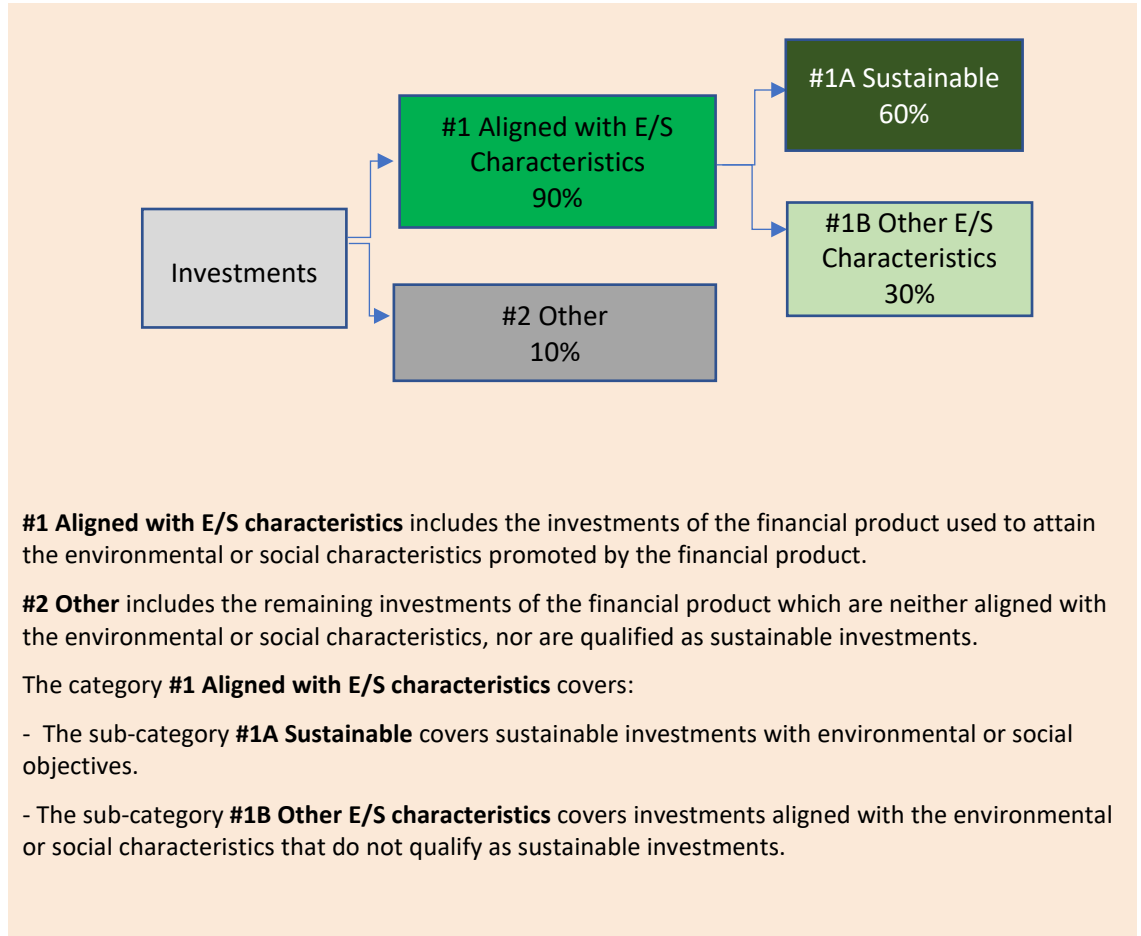 #1A Sustainable
60%
#1 Aligned with E/S
Characteristics
90%
#1B Other E/S
Characteristics
30%
Investments
#2 Other
10%
#1 Aligned with E/S characteristics includes the investments of the financial product used to attain
the environmental or social characteristics promoted by the financial product.
#2 Other includes the remaining investments of the financial product which are neither aligned with
the environmental or social characteristics, nor are qualified as sustainable investments.
The category #1 Aligned with E/S characteristics covers:
- The sub-category #1A Sustainable covers sustainable investments with environmental or social
objectives.
- The sub-category #1B Other E/S characteristics covers investments aligned with the environmental
or social characteristics that do not qualify as sustainable investments.